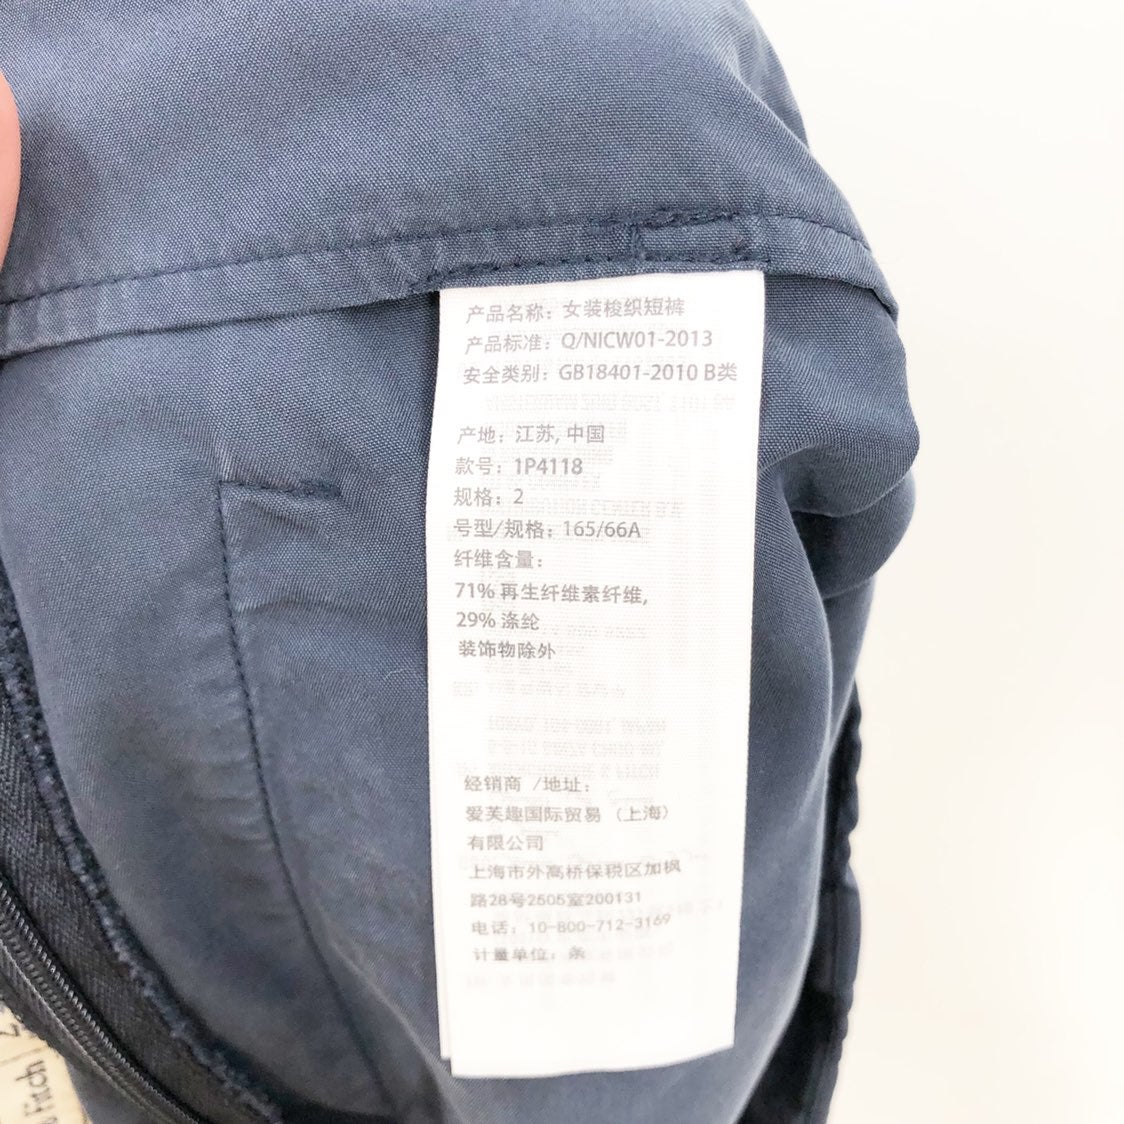 产品名称：女装梭织短裤
产品标准：Q/NICW01-2013
安全类别：GB18401-2010 B类
产地：江苏, 中国
款号：1P4118
规格：2
号型/规格：165/66A
纤维含量：
71% 再生纤维素纤维,
29% 涤纶
装饰物除外
经销商 /地址：
爱芙趣国际贸易（上海）
有限公司
上海市外高桥保税区加枫
路28号2505室200131
电话：10-800-712-3169
计量单位：条
Fitch